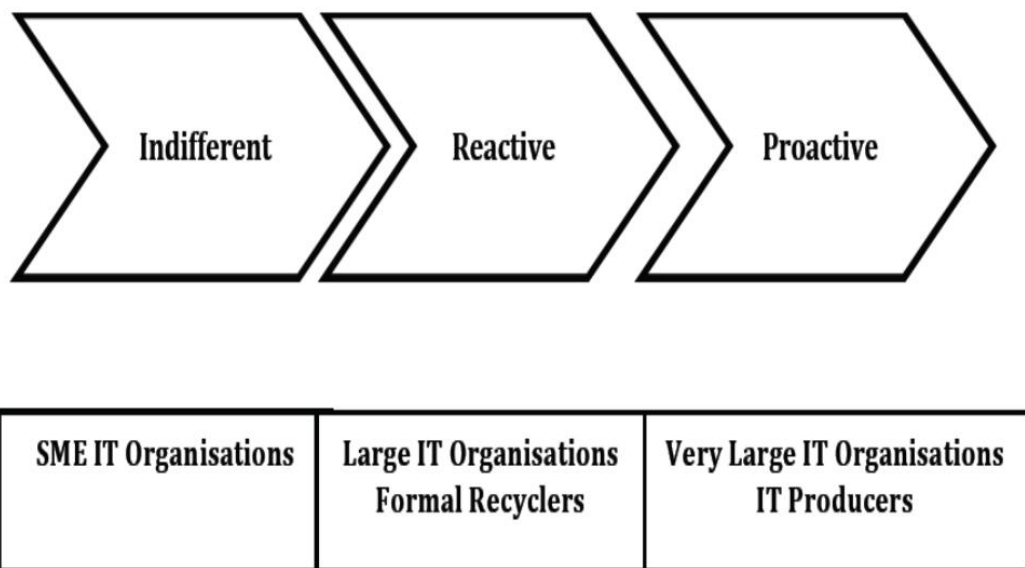 Indifferent
Reactive
Proactive
SME IT Organisations
Large IT Organisations
Formal Recyclers
Very Large IT Organisations
IT Producers